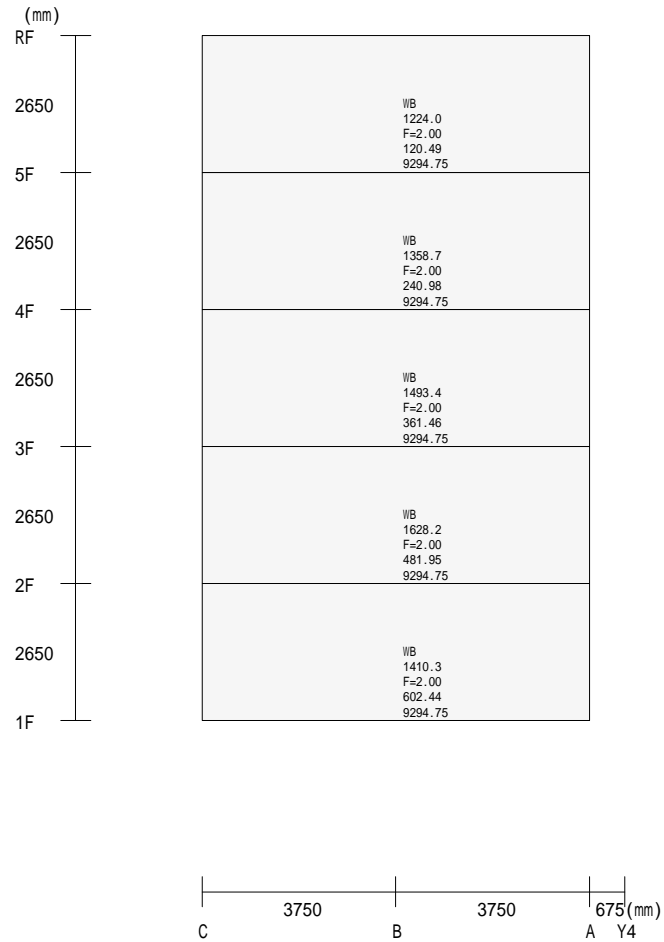 (mm)
RF
2650
WB
1224.0
F=2.00
120.49
9294.75
5F
2650
WB
1358.7
F=2.00
240.98
9294.75
4F
2650
WB
1493.4
F=2.00
361.46
9294.75
3F
2650
WB
1628.2
F=2.00
481.95
9294.75
2F
2650
WB
1410.3
F=2.00
602.44
9294.75
1F
3750 3750 675(mm)
C B A Y4